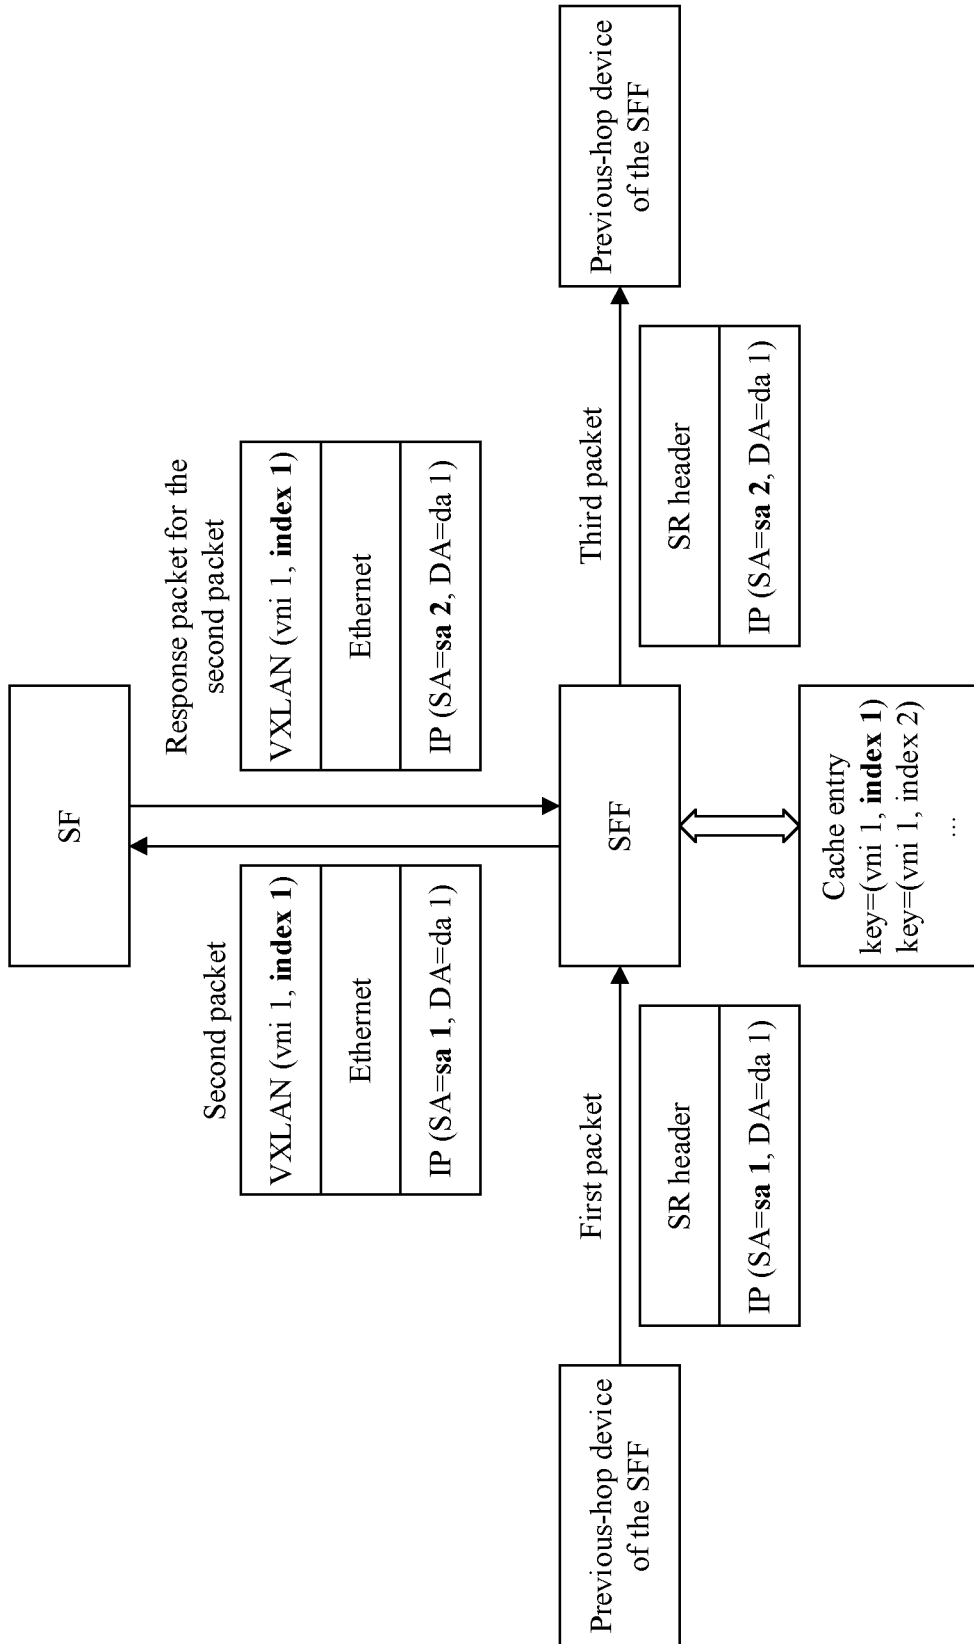 SF
Second packet
VXLAN (vni 1, index 1)
Ethernet
IP (SA=sa 1, DA=da 1)
Response packet for the
second packet
VXLAN (vni 1, index 1)
Ethernet
IP (SA=sa 2, DA=da 1)
Previous-hop device
of the SFF
First packet
SR header
IP (SA=sa 1, DA=da 1)
SFF
Third packet
SR header
IP (SA=sa 2, DA=da 1)
Previous-hop device
of the SFF
Cache entry
key=(vni 1, index 1)
key=(vni 1, index 2)
...